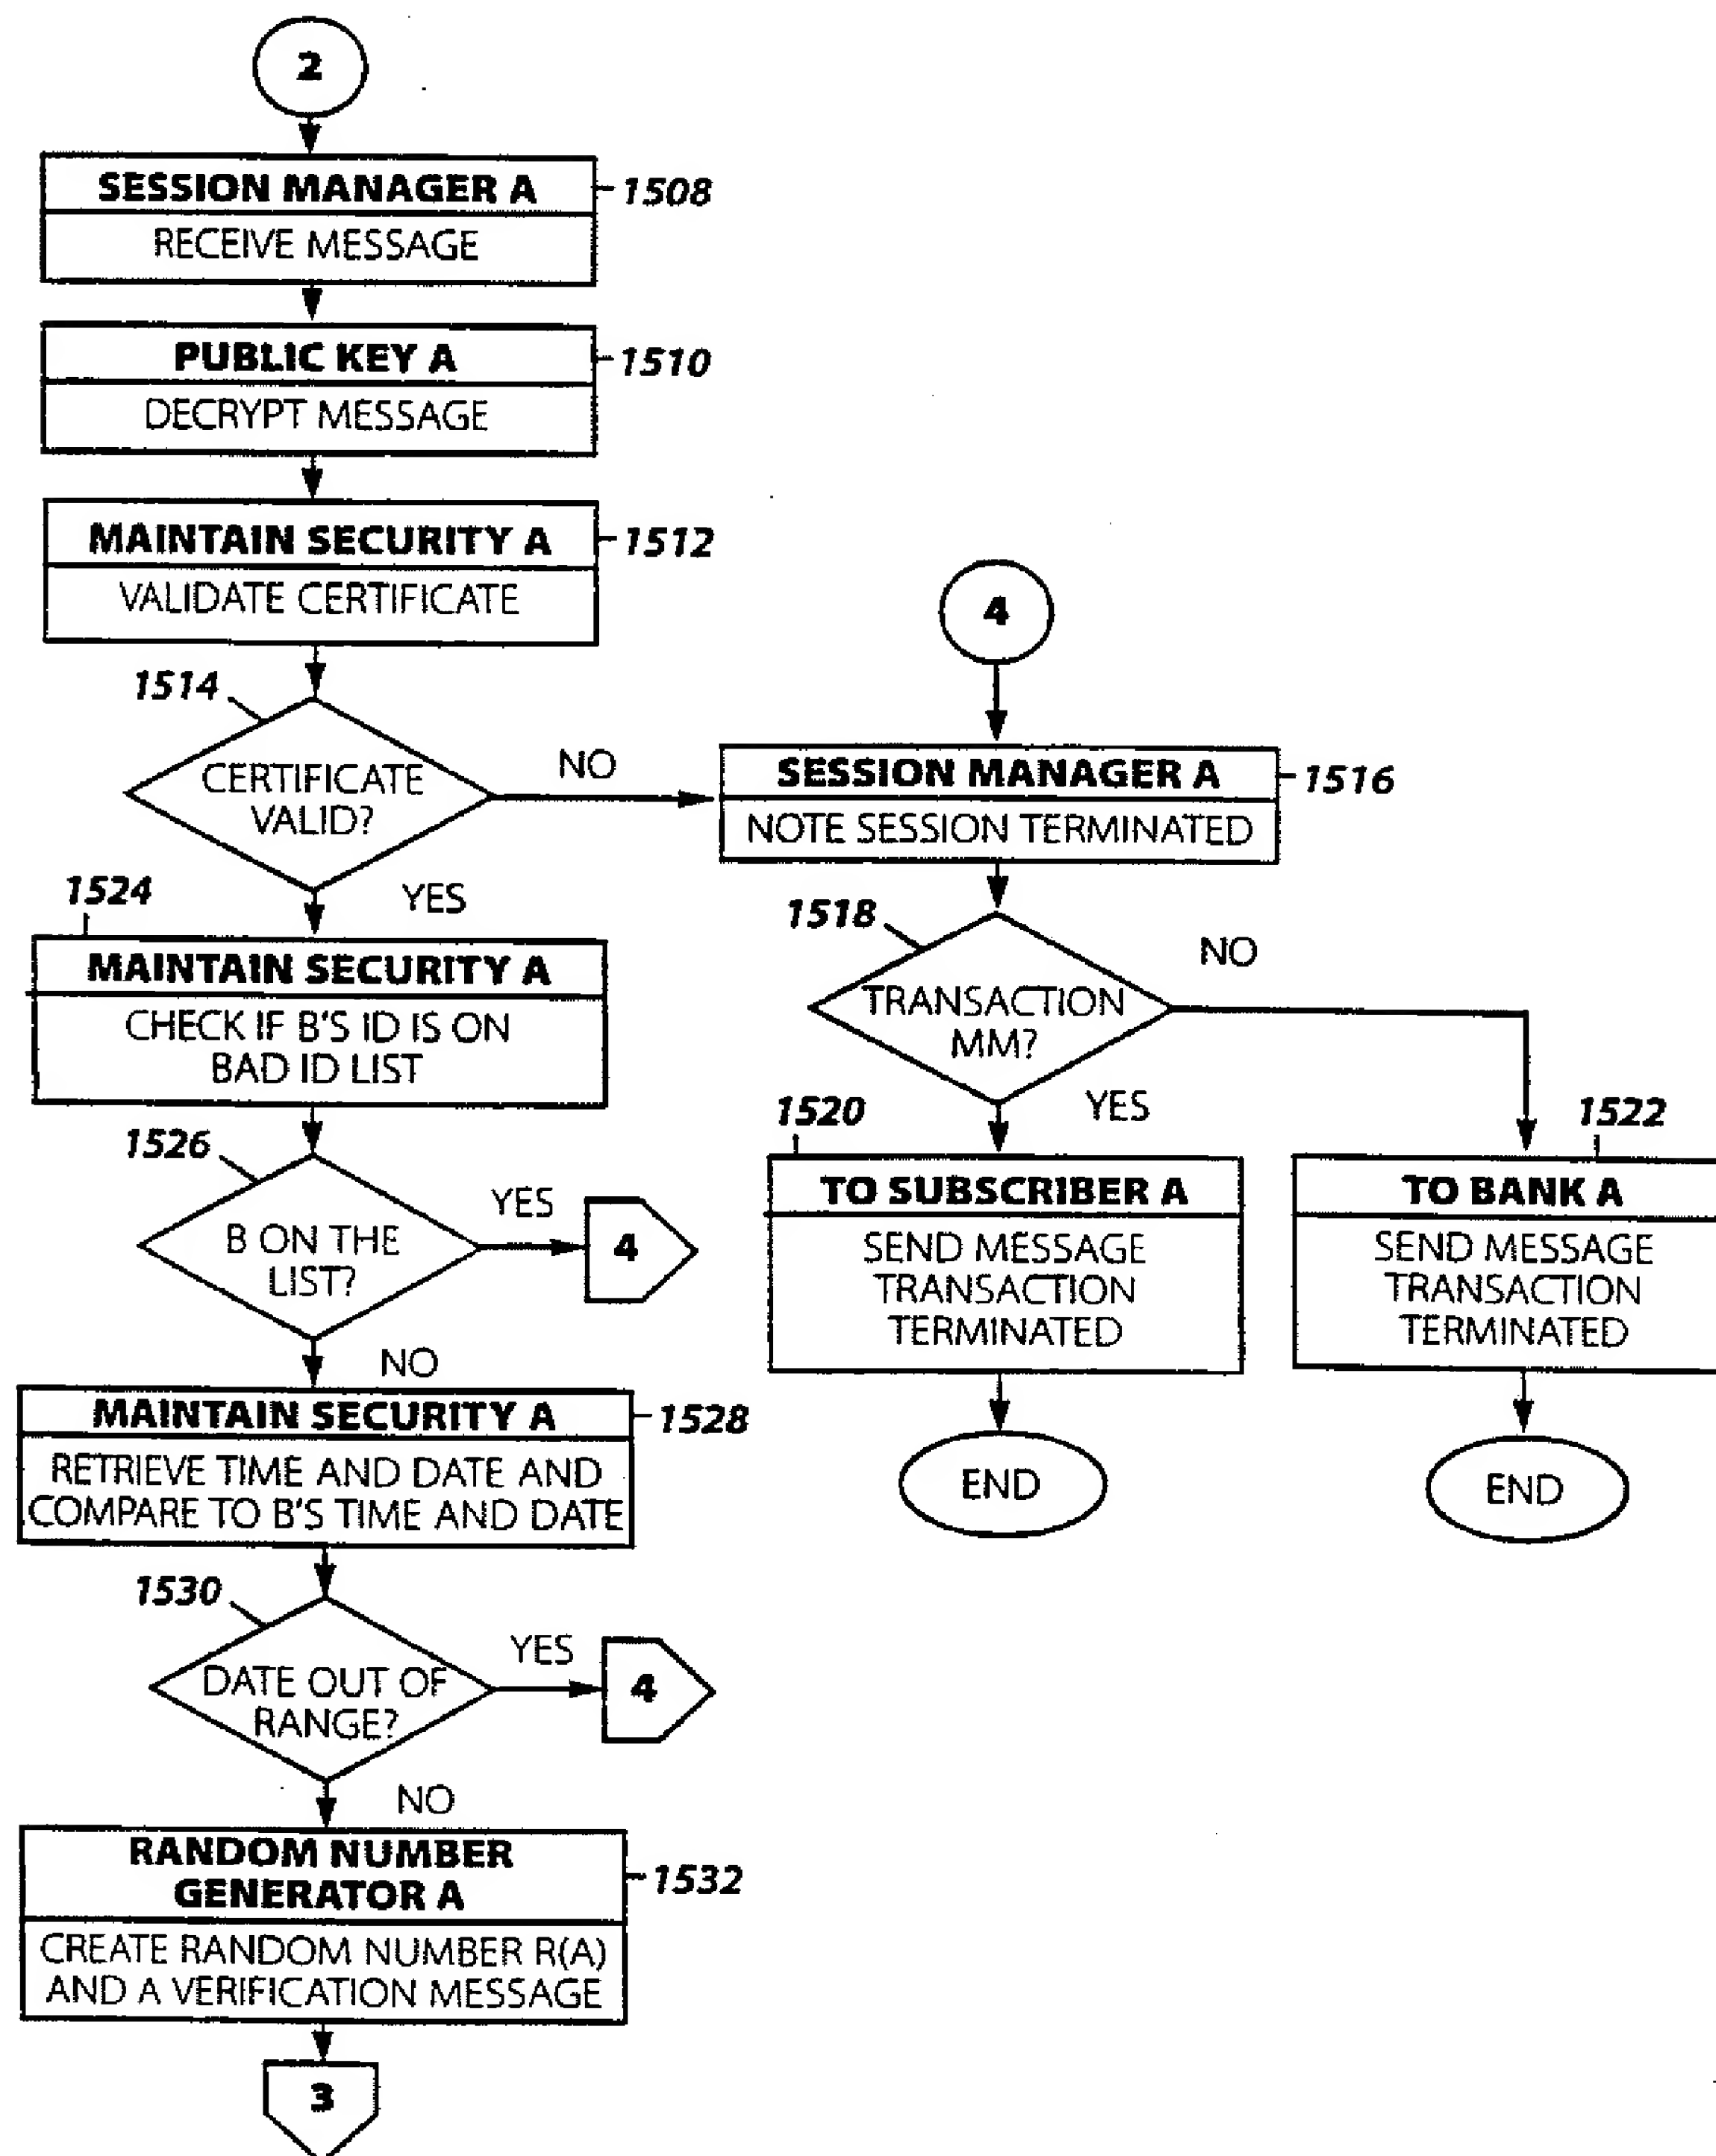 2
SESSION MANAGER A
1508
RECEIVE MESSAGE
PUBLIC KEY A
1510
DECRYPT MESSAGE
MAINTAIN SECURITY A
1512
VALIDATE CERTIFICATE
1514
CERTIFICATE
VALID?
NO
YES
4
SESSION MANAGER A
1516
NOTE SESSION TERMINATED
1518
TRANSACTION
MM?
NO
YES
1520
TO SUBSCRIBER A
SEND MESSAGE
TRANSACTION
TERMINATED
END
1522
TO BANK A
SEND MESSAGE
TRANSACTION
TERMINATED
END
1524
MAINTAIN SECURITY A
CHECK IF B'S ID IS ON
BAD ID LIST
1526
B ON THE
LIST?
YES
4
NO
MAINTAIN SECURITY A
1528
RETRIEVE TIME AND DATE AND
COMPARE TO B'S TIME AND DATE
1530
DATE OUT OF
RANGE?
YES
4
NO
RANDOM NUMBER
GENERATOR A
1532
CREATE RANDOM NUMBER R(A)
AND A VERIFICATION MESSAGE
3